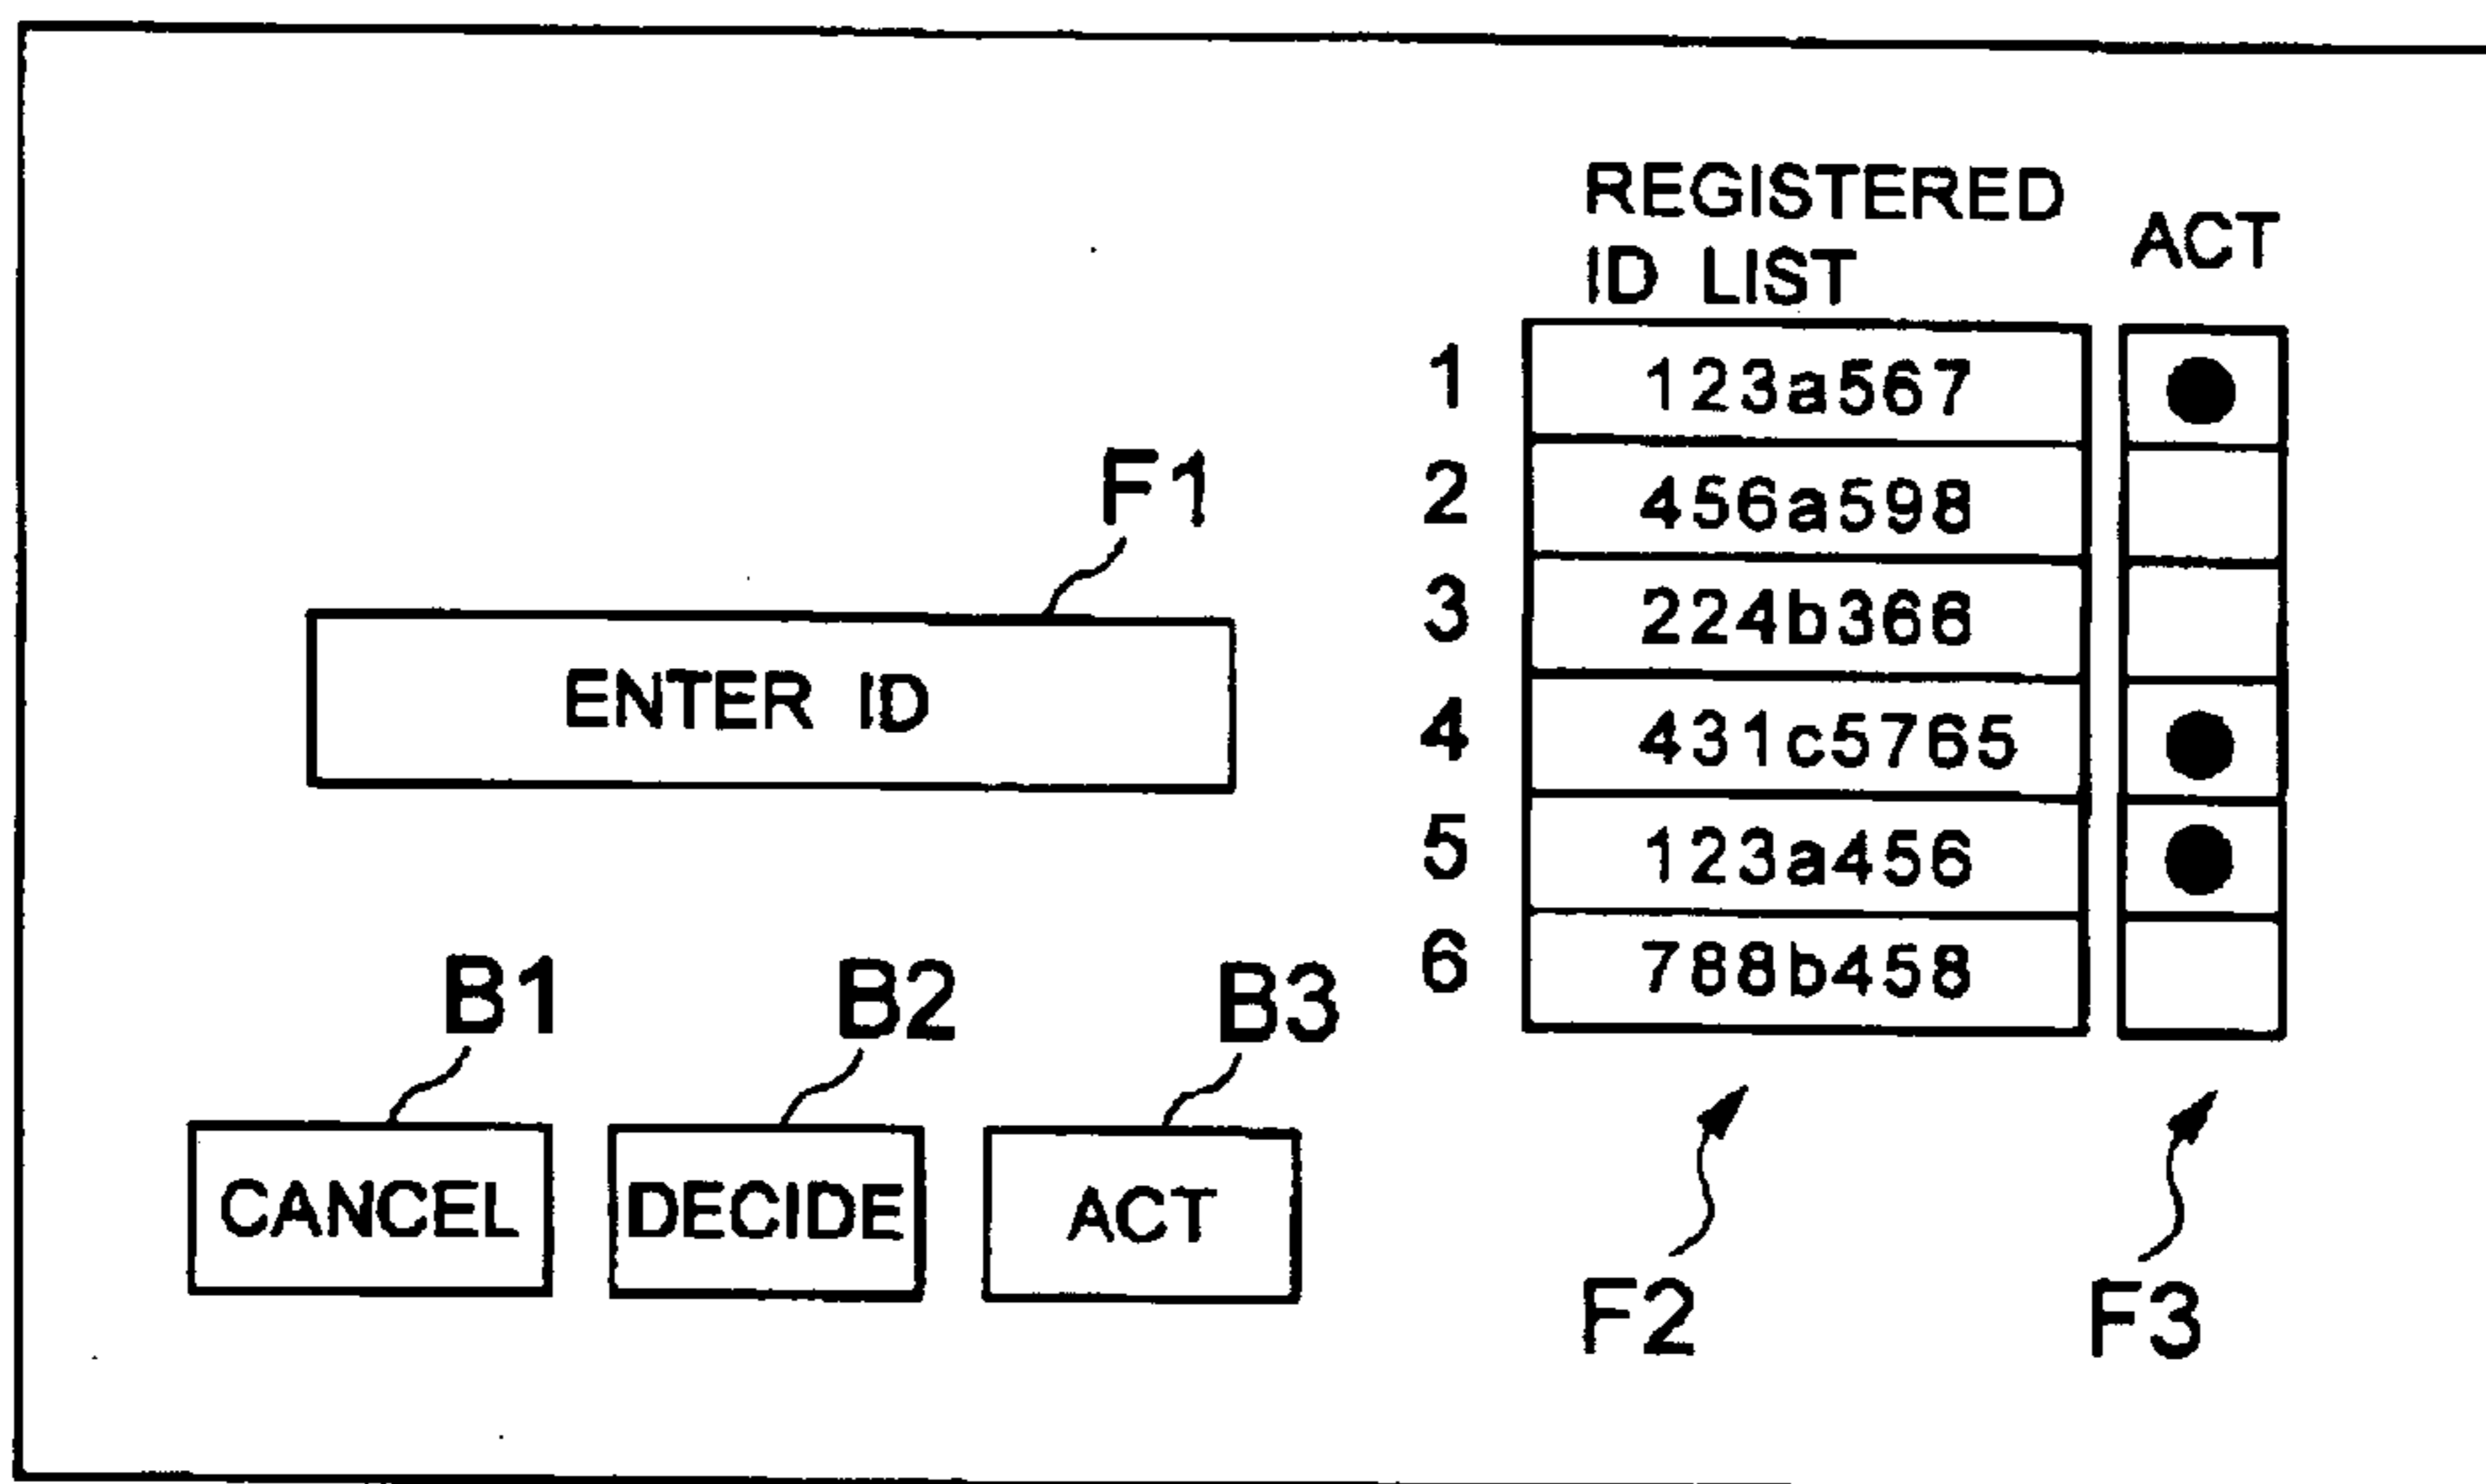 REGISTERED
ID LIST
ACT
1 123a567
2 456a598
3 224b366
4 431c5765
5 123a456
6 788b458
F1
ENTER ID
B1 B2 B3
CANCEL DECIDE ACT
F2 F3